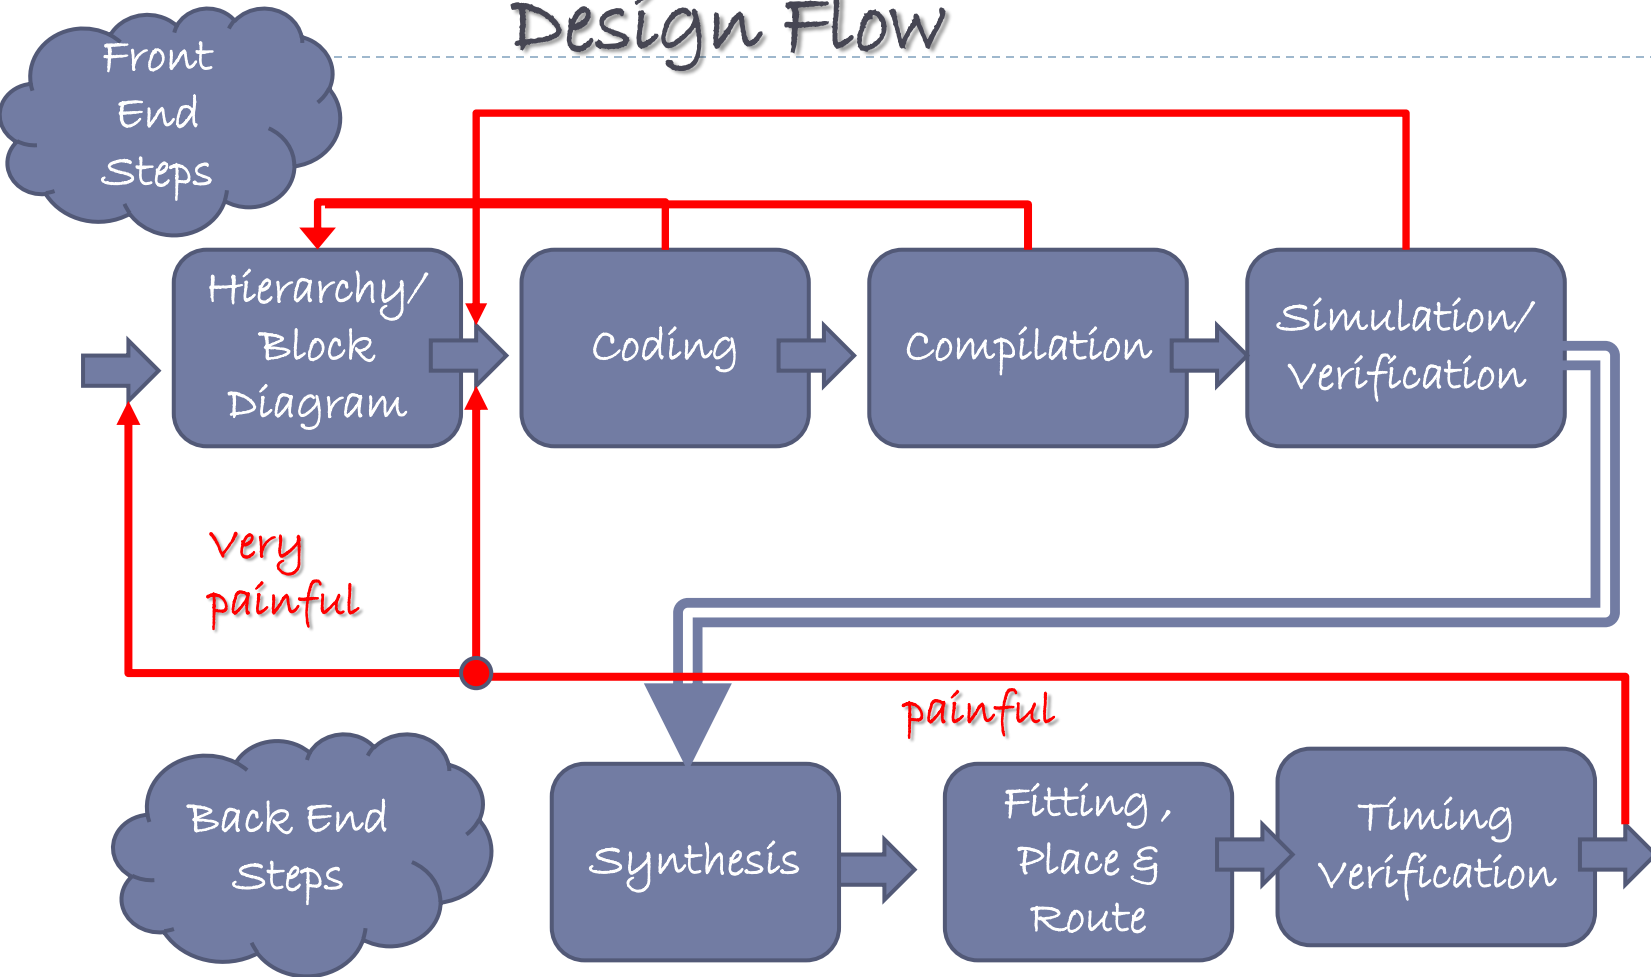 Design Flow
Front
End
Steps
Hierarchy/
Block
Diagram
Coding
Compilation
Simulation/
Verification
Very
painful
painful
Back End
Steps
Synthesis
Fitting ,
Place &
Route
Timing
Verification